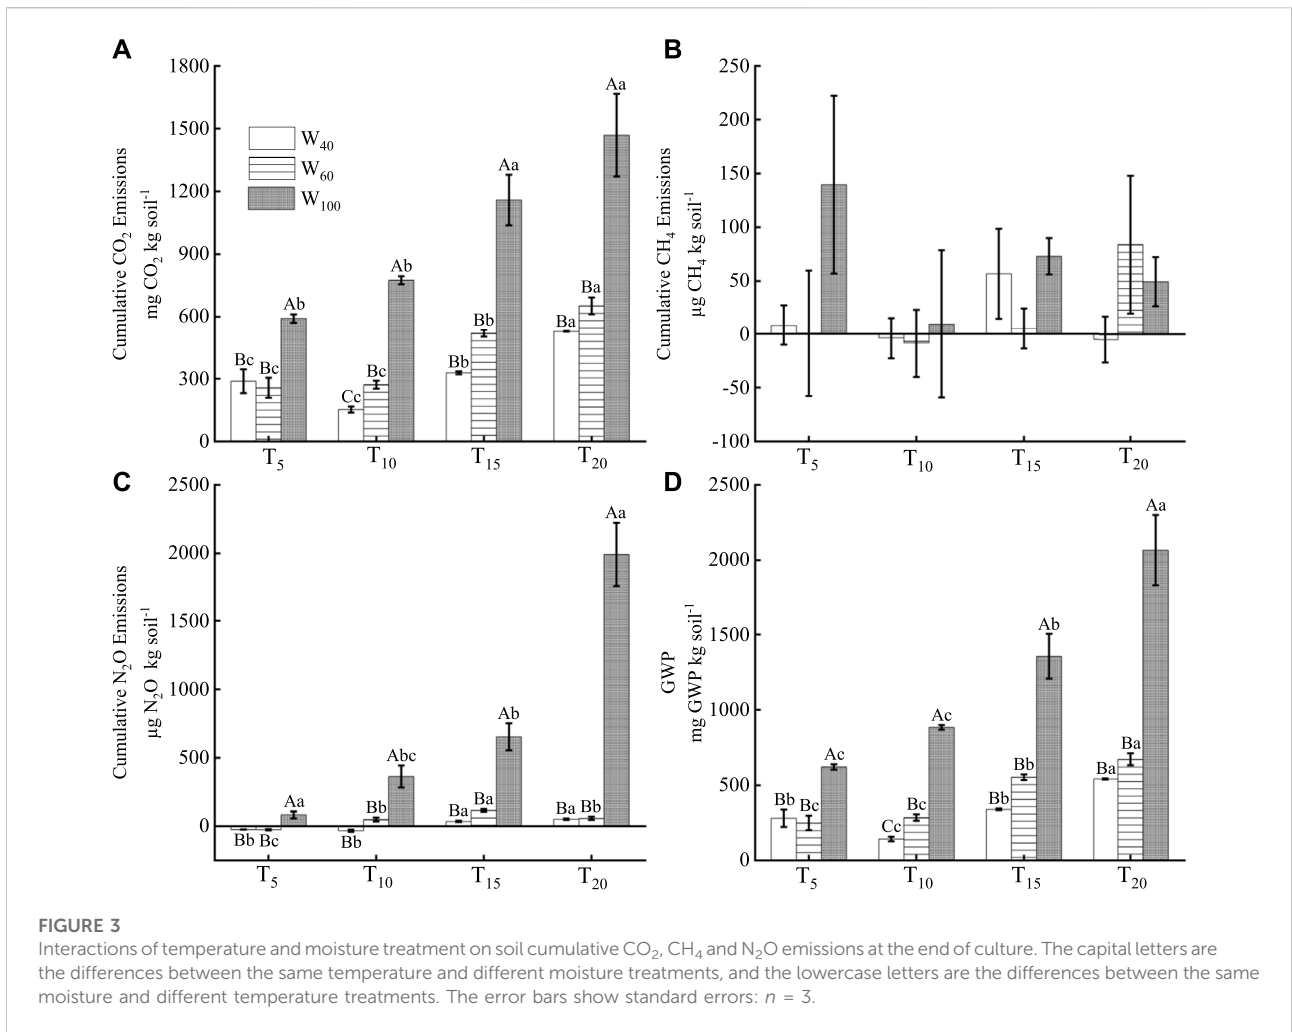 A
B
1800
1500
1200
900
600
300
0
Cumulative CO₂ Emissions
mg CO₂ kg soil⁻¹
W₄₀
W₆₀
W₁₀₀
Bc
Bc
Ab
Cc
Bc
Ab
Bb
Bb
Aa
Ba
Ba
Aa
T₅
T₁₀
T₁₅
T₂₀
250
200
150
100
50
0
-50
-100
Cumulative CH₄ Emissions
µg CH₄ kg soil⁻¹
T₅
T₁₀
T₁₅
T₂₀
C
D
2500
2000
1500
1000
500
0
Cumulative N₂O Emissions
µg N₂O kg soil⁻¹
Bb
Bc
Aa
Bb
Bb
Abc
Ba
Ba
Ab
Ba
Bb
Aa
T₅
T₁₀
T₁₅
T₂₀
2500
2000
1500
1000
500
0
GWP
mg GWP kg soil⁻¹
Bb
Bc
Ac
Cc
Bc
Ac
Bb
Bb
Ab
Ba
Ba
Aa
T₅
T₁₀
T₁₅
T₂₀
FIGURE 3
Interactions of temperature and moisture treatment on soil cumulative CO₂, CH₄ and N₂O emissions at the end of culture. The capital letters are
the differences between the same temperature and different moisture treatments, and the lowercase letters are the differences between the same
moisture and different temperature treatments. The error bars show standard errors: n = 3.